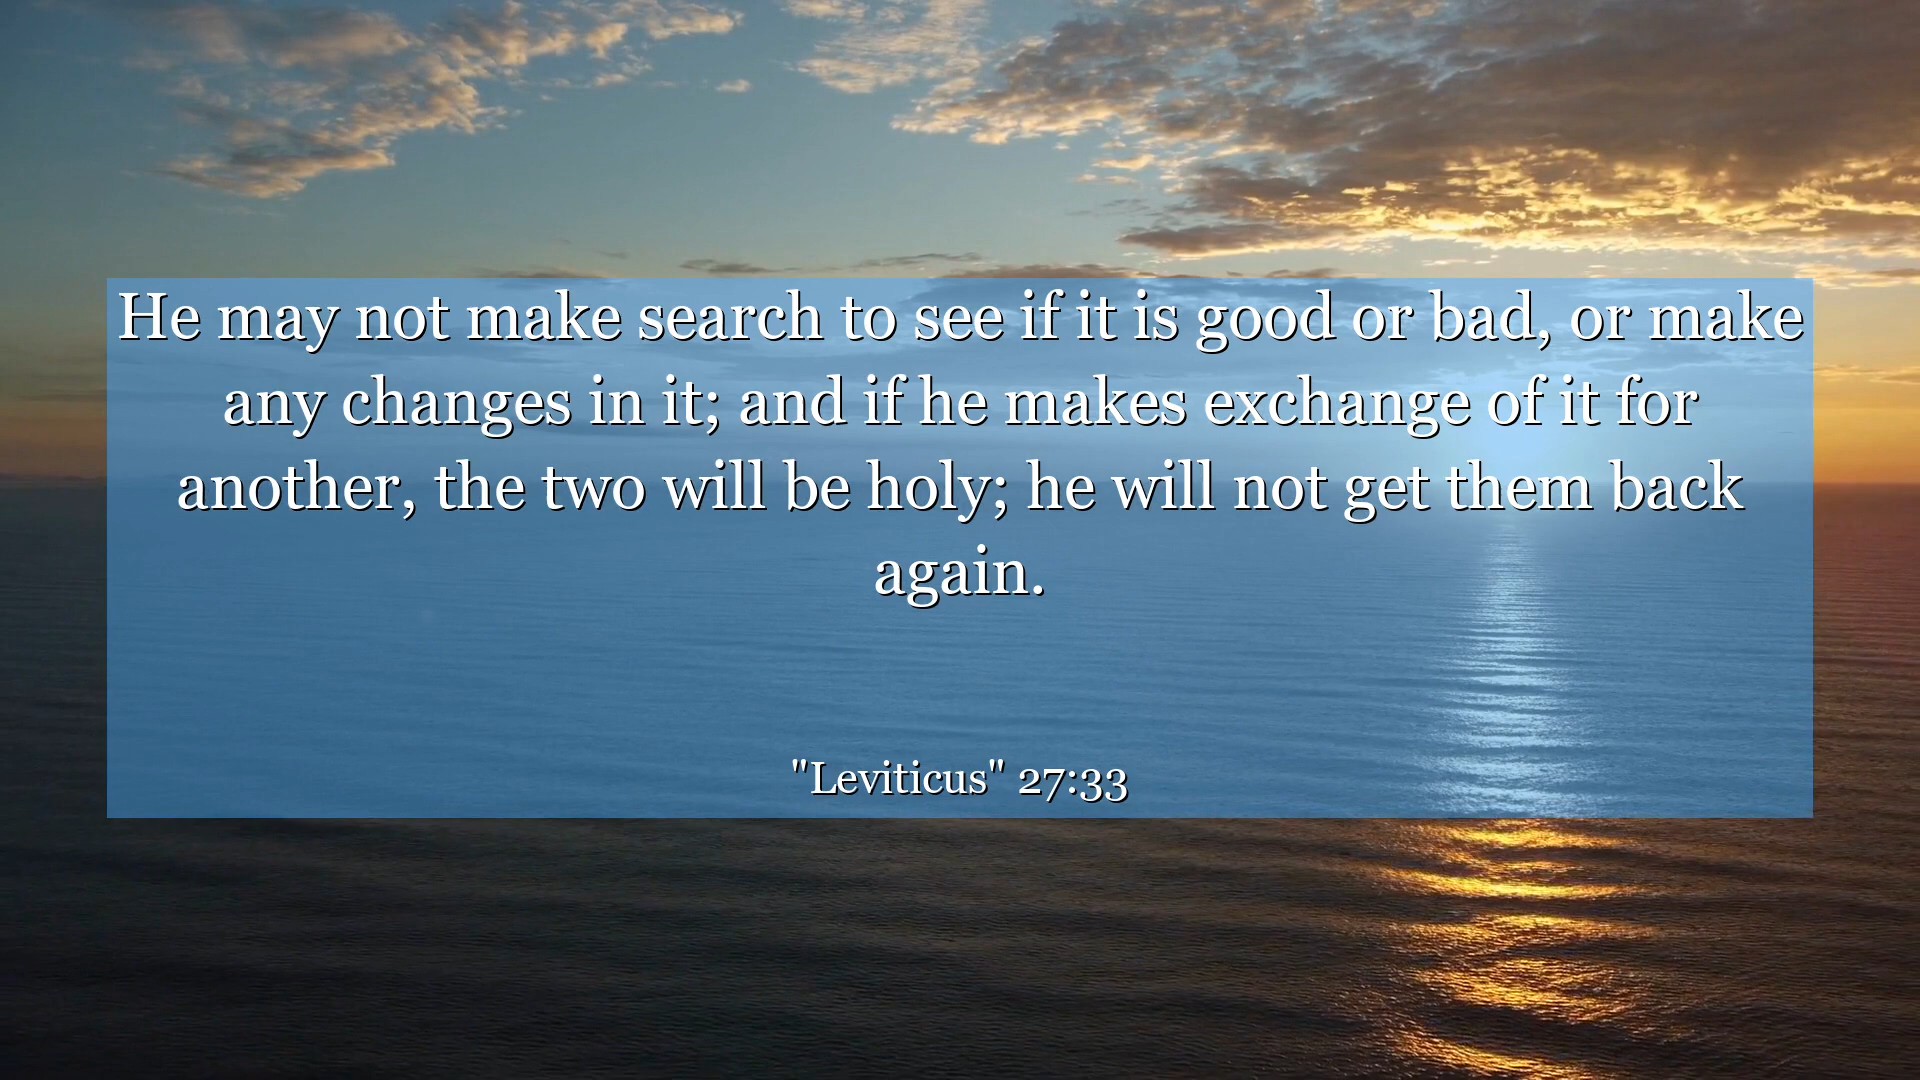 He may not make search to see if it is good or bad, or make
any changes in it; and if he makes exchange of it for
another, the two will be holy; he will not get them back
again.
"Leviticus" 27:33